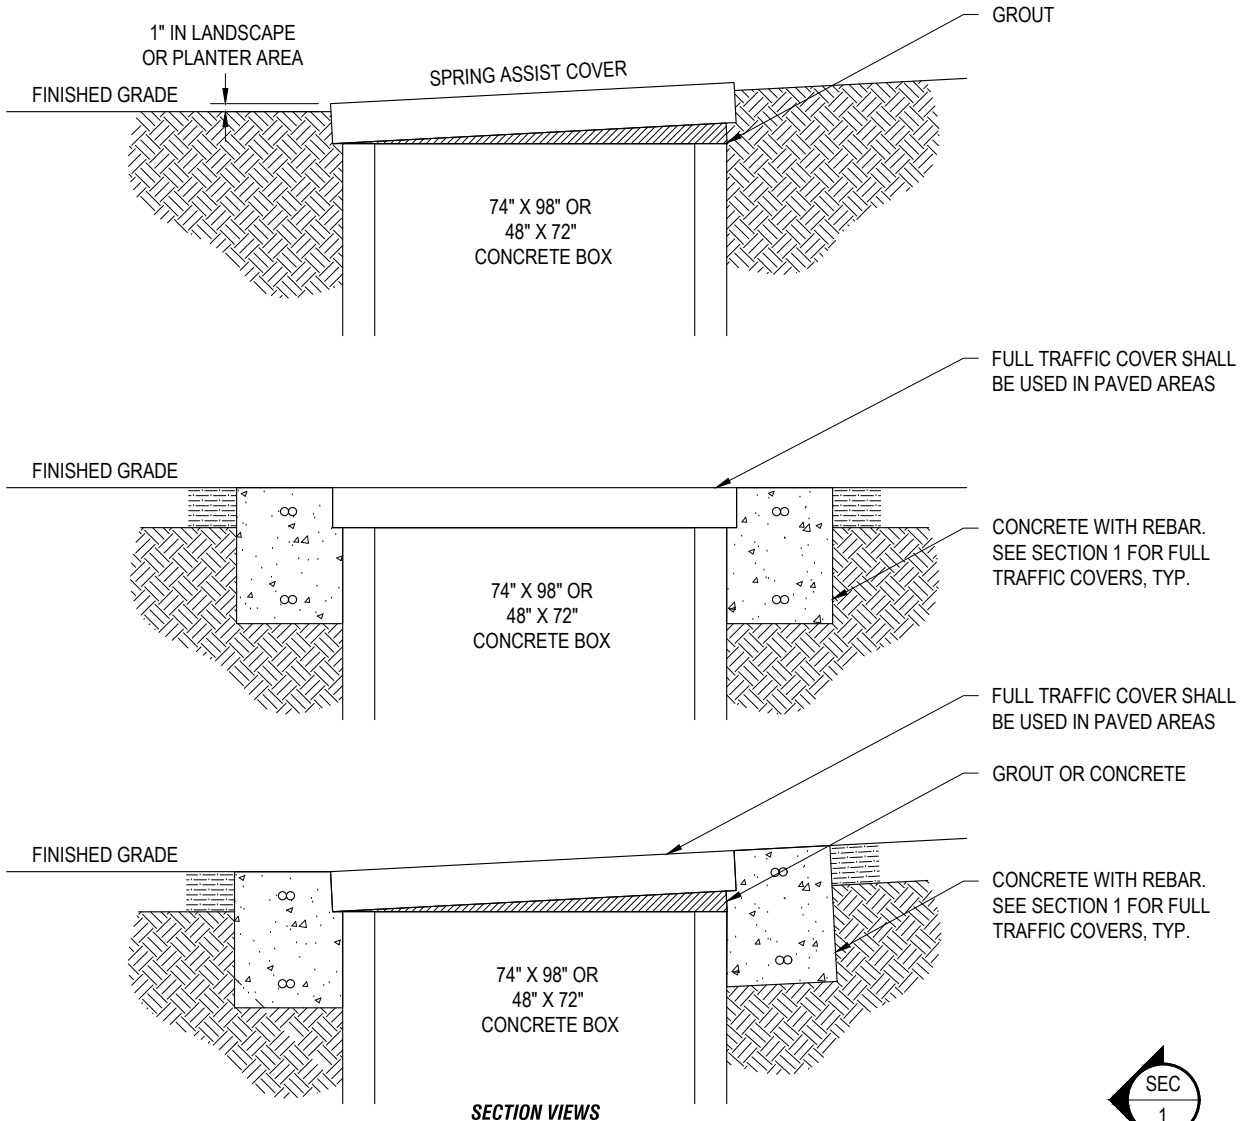 GROUT
1" IN LANDSCAPE
OR PLANTER AREA
SPRING ASSIST COVER
FINISHED GRADE
74" X 98" OR
48" X 72"
CONCRETE BOX
FULL TRAFFIC COVER SHALL
BE USED IN PAVED AREAS
FINISHED GRADE
CONCRETE WITH REBAR.
SEE SECTION 1 FOR FULL
TRAFFIC COVERS, TYP.
74" X 98" OR
48" X 72"
CONCRETE BOX
FULL TRAFFIC COVER SHALL
BE USED IN PAVED AREAS
GROUT OR CONCRETE
FINISHED GRADE
CONCRETE WITH REBAR.
SEE SECTION 1 FOR FULL
TRAFFIC COVERS, TYP.
74" X 98" OR
48" X 72"
CONCRETE BOX
SECTION VIEWS
SEC
1